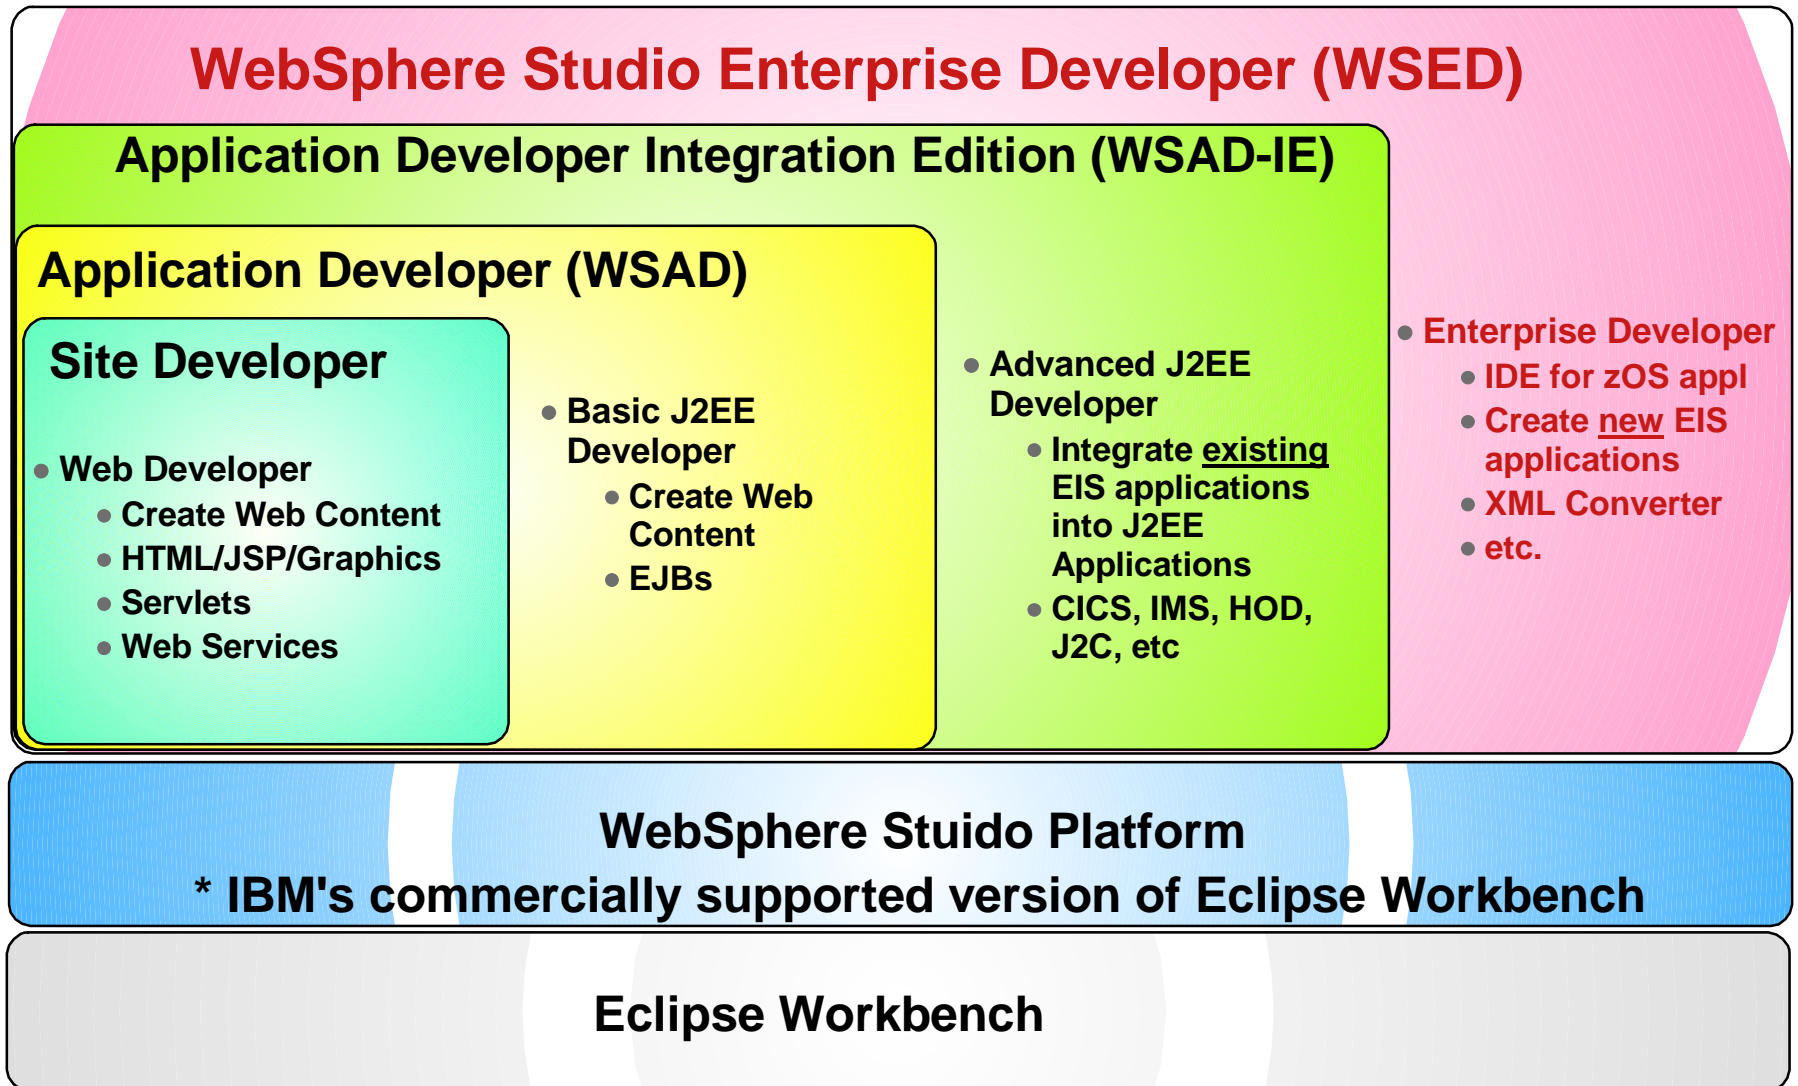 WebSphere Studio Enterprise Developer (WSED)
Application Developer Integration Edition (WSAD-IE)
Application Developer (WSAD)
Site Developer
Web Developer
Create Web Content
HTML/JSP/Graphics
Servlets
Web Services
Basic J2EE
Developer
Create Web
Content
EJBs
Advanced J2EE
Developer
Integrate existing
EIS applications
into J2EE
Applications
CICS, IMS, HOD,
J2C, etc
Enterprise Developer
IDE for zOS appl
Create new EIS
applications
XML Converter
etc.
WebSphere Stuido Platform
* IBM's commercially supported version of Eclipse Workbench
Eclipse Workbench